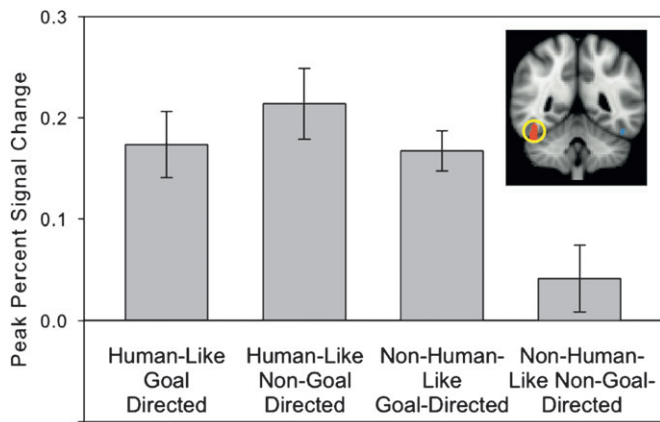 Peak Percent Signal Change
0.3
0.2
0.1
0.0
Human-Like
Goal
Directed
Human-Like
Non-Goal
Directed
Non-Human-
Like
Goal-Directed
Non-Human-
Like Non-Goal-
Directed